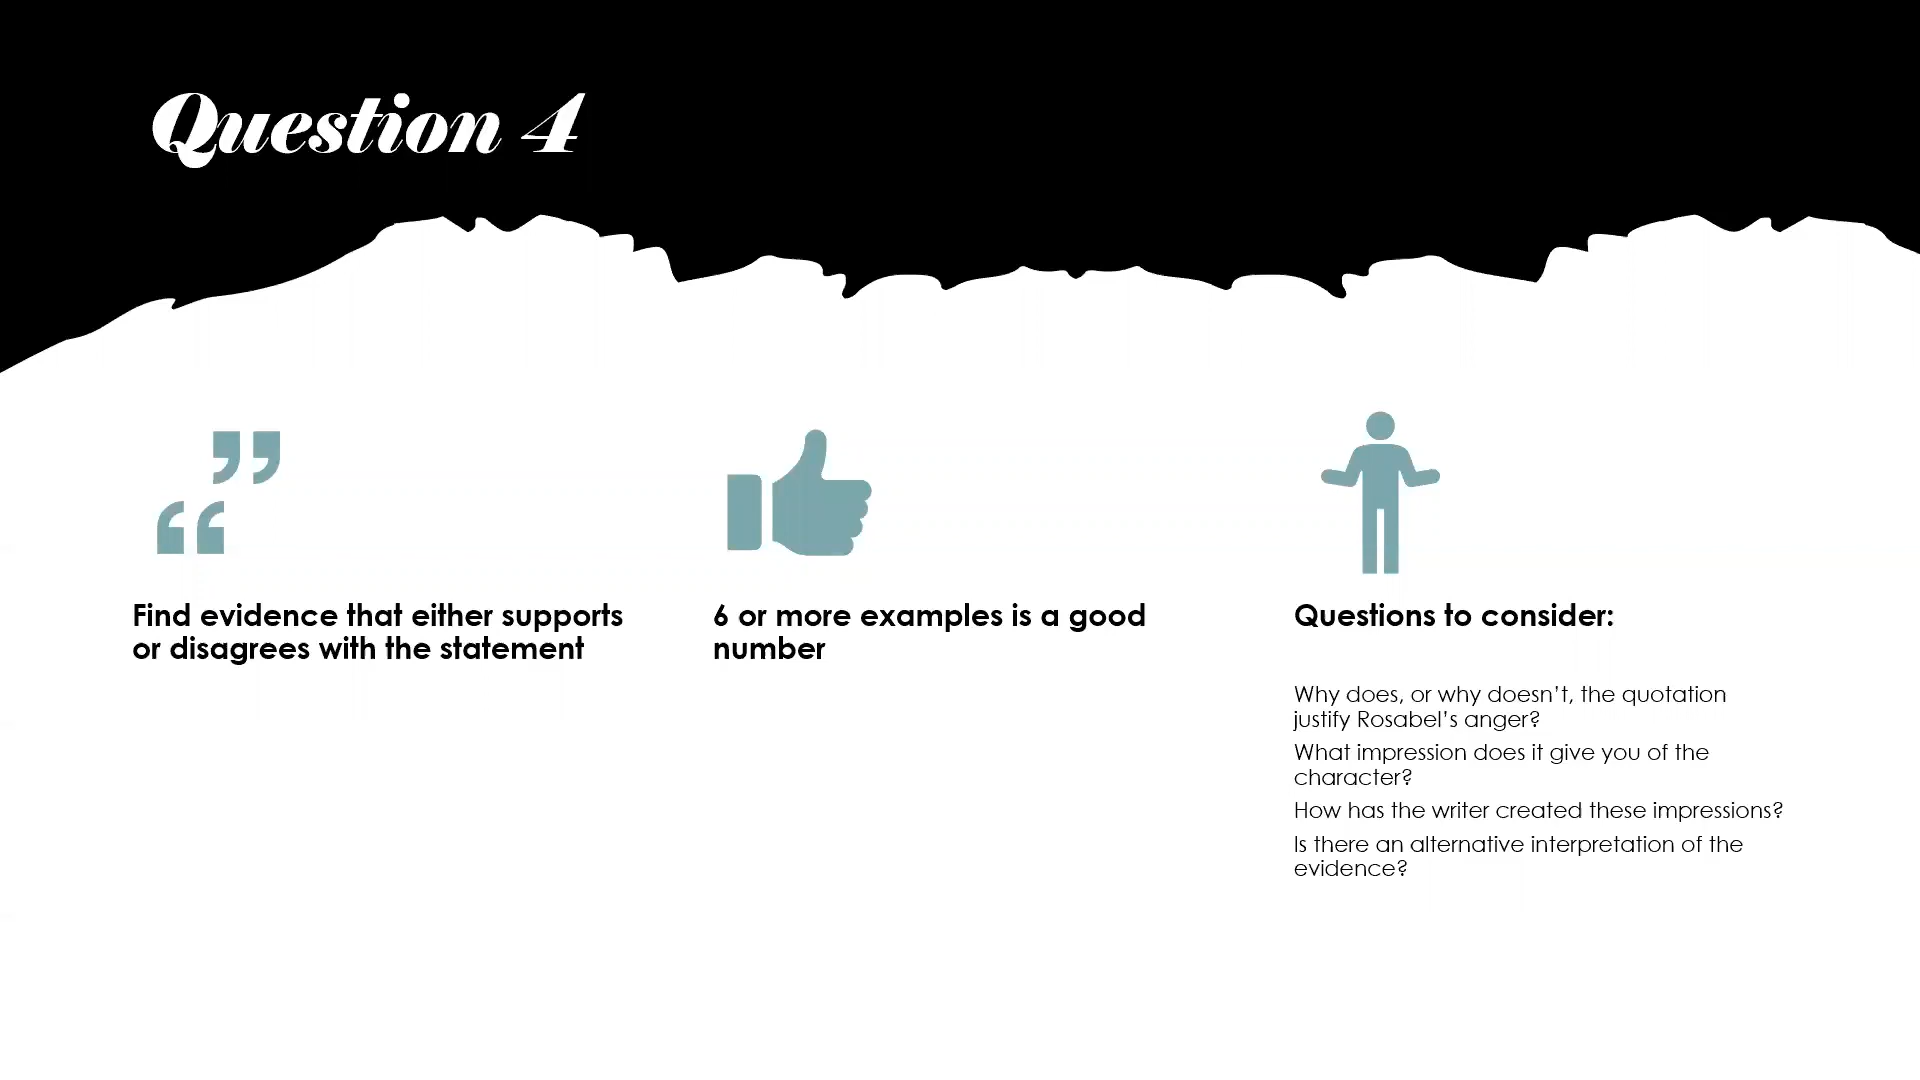 Question 4
Find evidence that either supports
or disagrees with the statement
6 or more examples is a good
number
Questions to consider:
Why does, or why doesn’t, the quotation
justify Rosabel’s anger?
What impression does it give you of the
character?
How has the writer created these impressions?
Is there an alternative interpretation of the
evidence?